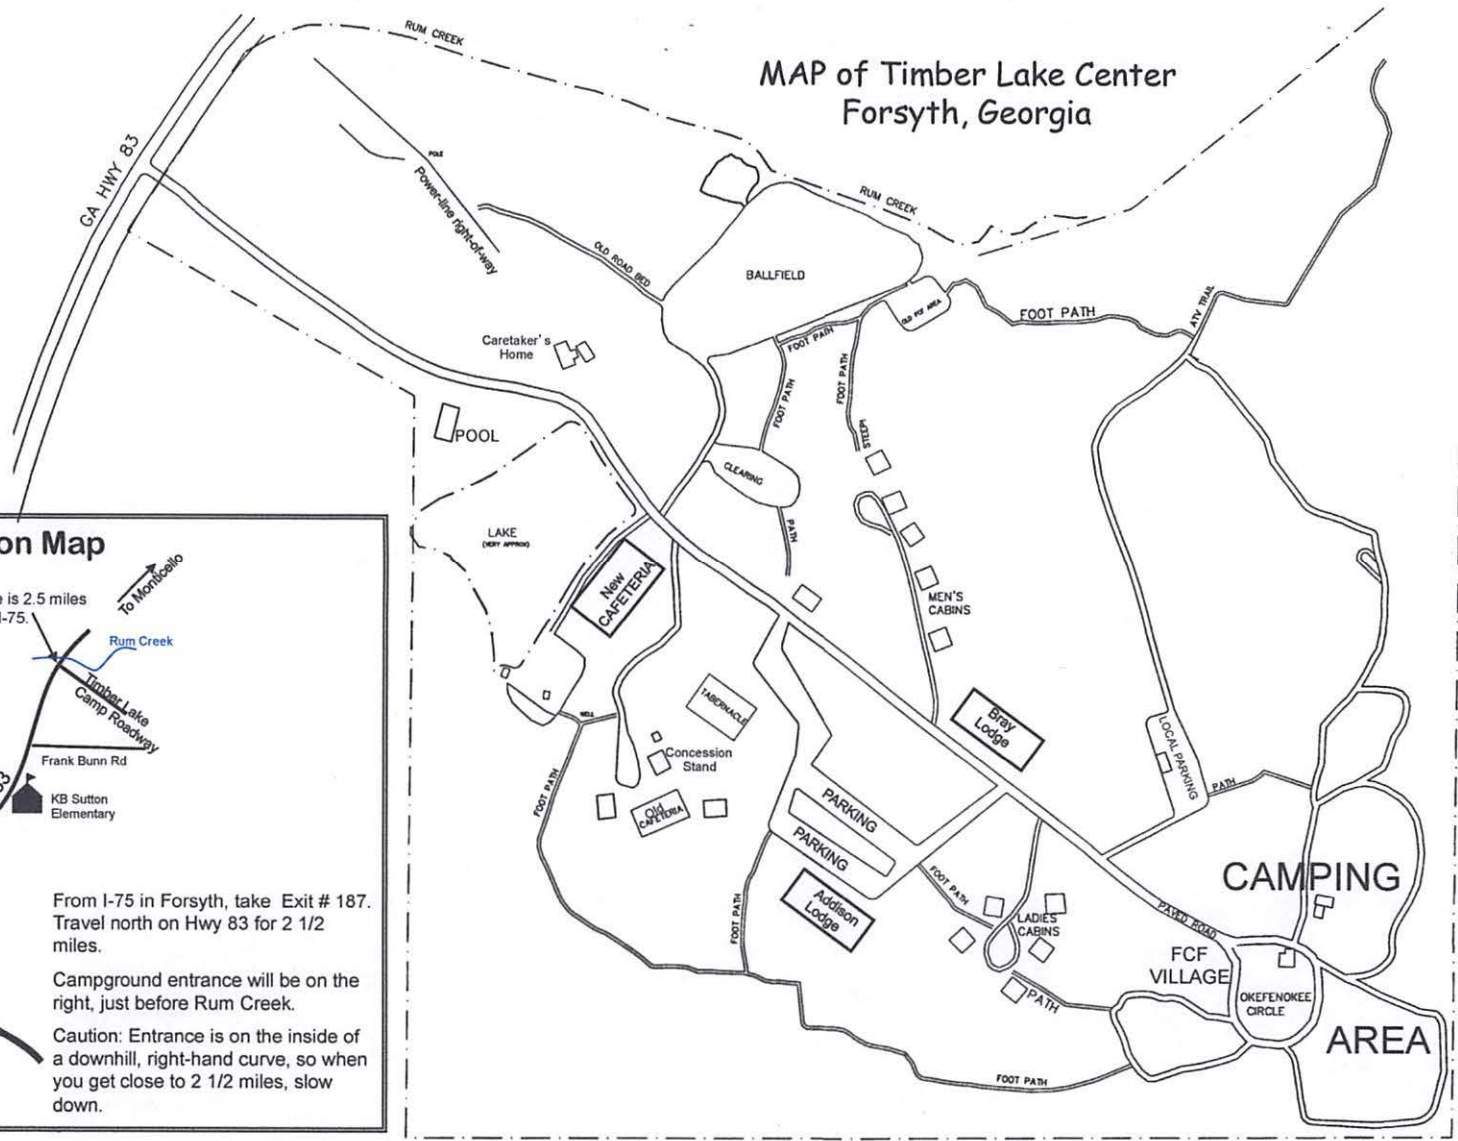 RUM CREEK
MAP of Timber Lake Center
Forsyth, Georgia
GA HWY 83
POLE
Power-line right-of-way
RUM CREEK
OLD ROAD BED
BALLFIELD
OLD FCF AREA
FOOT PATH
ATV TRAIL
FOOT PATH
Caretaker's
Home
FOOT PATH
FOOT PATH
POOL
STEEP!
CLEARING
PATH
LAKE
(VERY APPROX)
New
CAFETERIA
MEN'S
CABINS
TABERNACLE
WELL
Bray
Lodge
LOCAL PARKING
Concession
Stand
PATH
FOOT PATH
Old
CAFETERIA
PARKING
PARKING
CAMPING
Addison
Lodge
FOOT PATH
FOOT PATH
LADIES
CABINS
PAVED ROAD
FCF
VILLAGE
OKEFENOKEE
CIRCLE
PATH
AREA
FOOT PATH
on Map
To Monticello
e is 2.5 miles
I-75.
Rum Creek
Timber Lake
Camp Roadway
Frank Bunn Rd
KB Sutton
Elementary
From I-75 in Forsyth, take Exit # 187.
Travel north on Hwy 83 for 2 1/2
miles.
Campground entrance will be on the
right, just before Rum Creek.
Caution: Entrance is on the inside of
a downhill, right-hand curve, so when
you get close to 2 1/2 miles, slow
down.